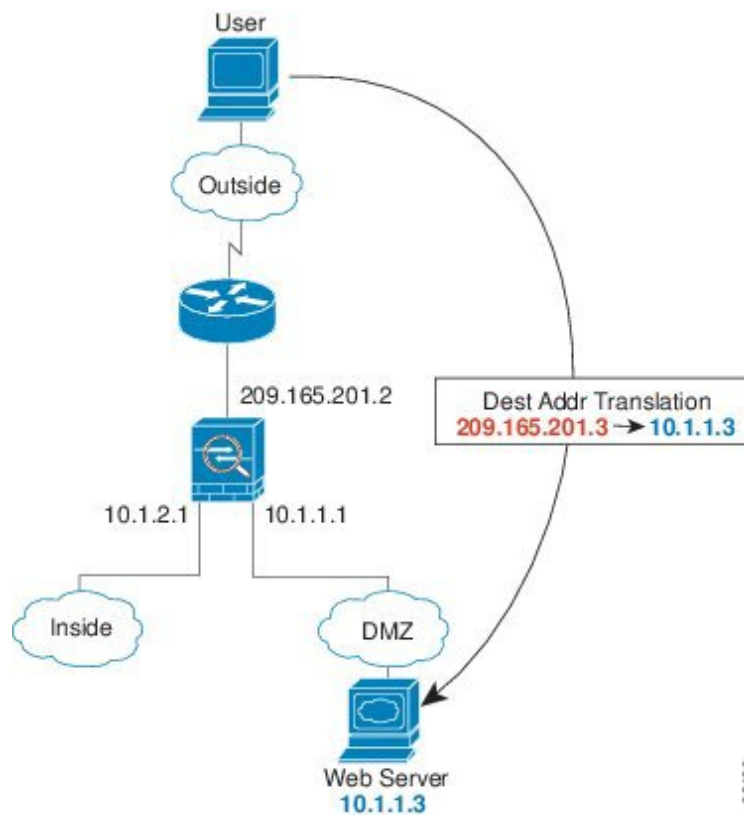 User
Outside
209.165.201.2
Dest Addr Translation
209.165.201.3 → 10.1.1.3
10.1.2.1
10.1.1.1
Inside
DMZ
Web Server
10.1.1.3